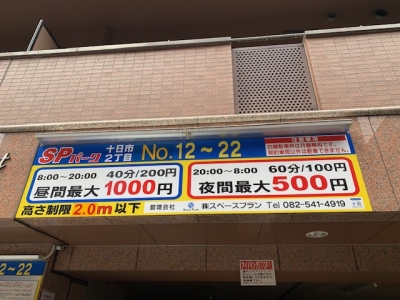 SPパーク 十日市
2丁目 No.12～22
8:00～20:00 40分/200円
昼間最大1000円
20:00～8:00 60分/100円
夜間最大500円
高さ制限2.0m以下 管理会社 ㈱スペースプラン Tel 082-541-4919
2～22